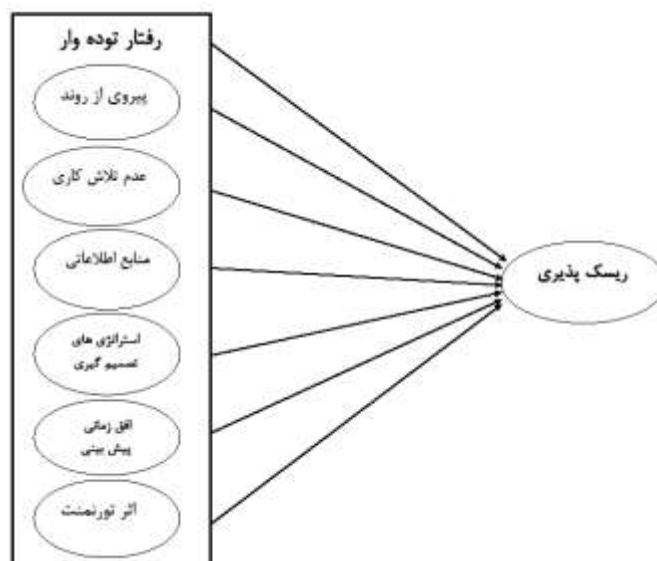 رفتار توده وار
پیروی از روند
عدم تلاش کاری
منابع اطلاعاتی
استراتژی های
تصمیم گیری
افق زمانی
پیش بینی
اثر تورنمنت
ریسک پذیری